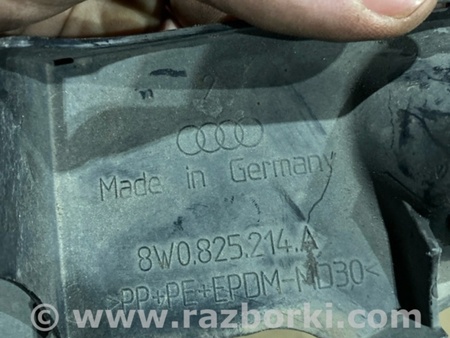 Made in Germany
8W0.825.214.A
>PP+PE+EPDM-MD30<
© www.razborki.com